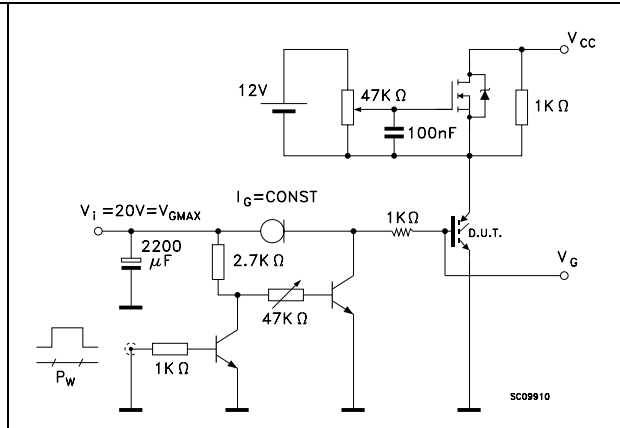 V CC
12V
47K Ω
1K Ω
100nF
I G =CONST
V i =20V=V GMAX
1K Ω
D.U.T.
2200
μF
2.7K Ω
V G
47K Ω
1K Ω
P W
SC09910